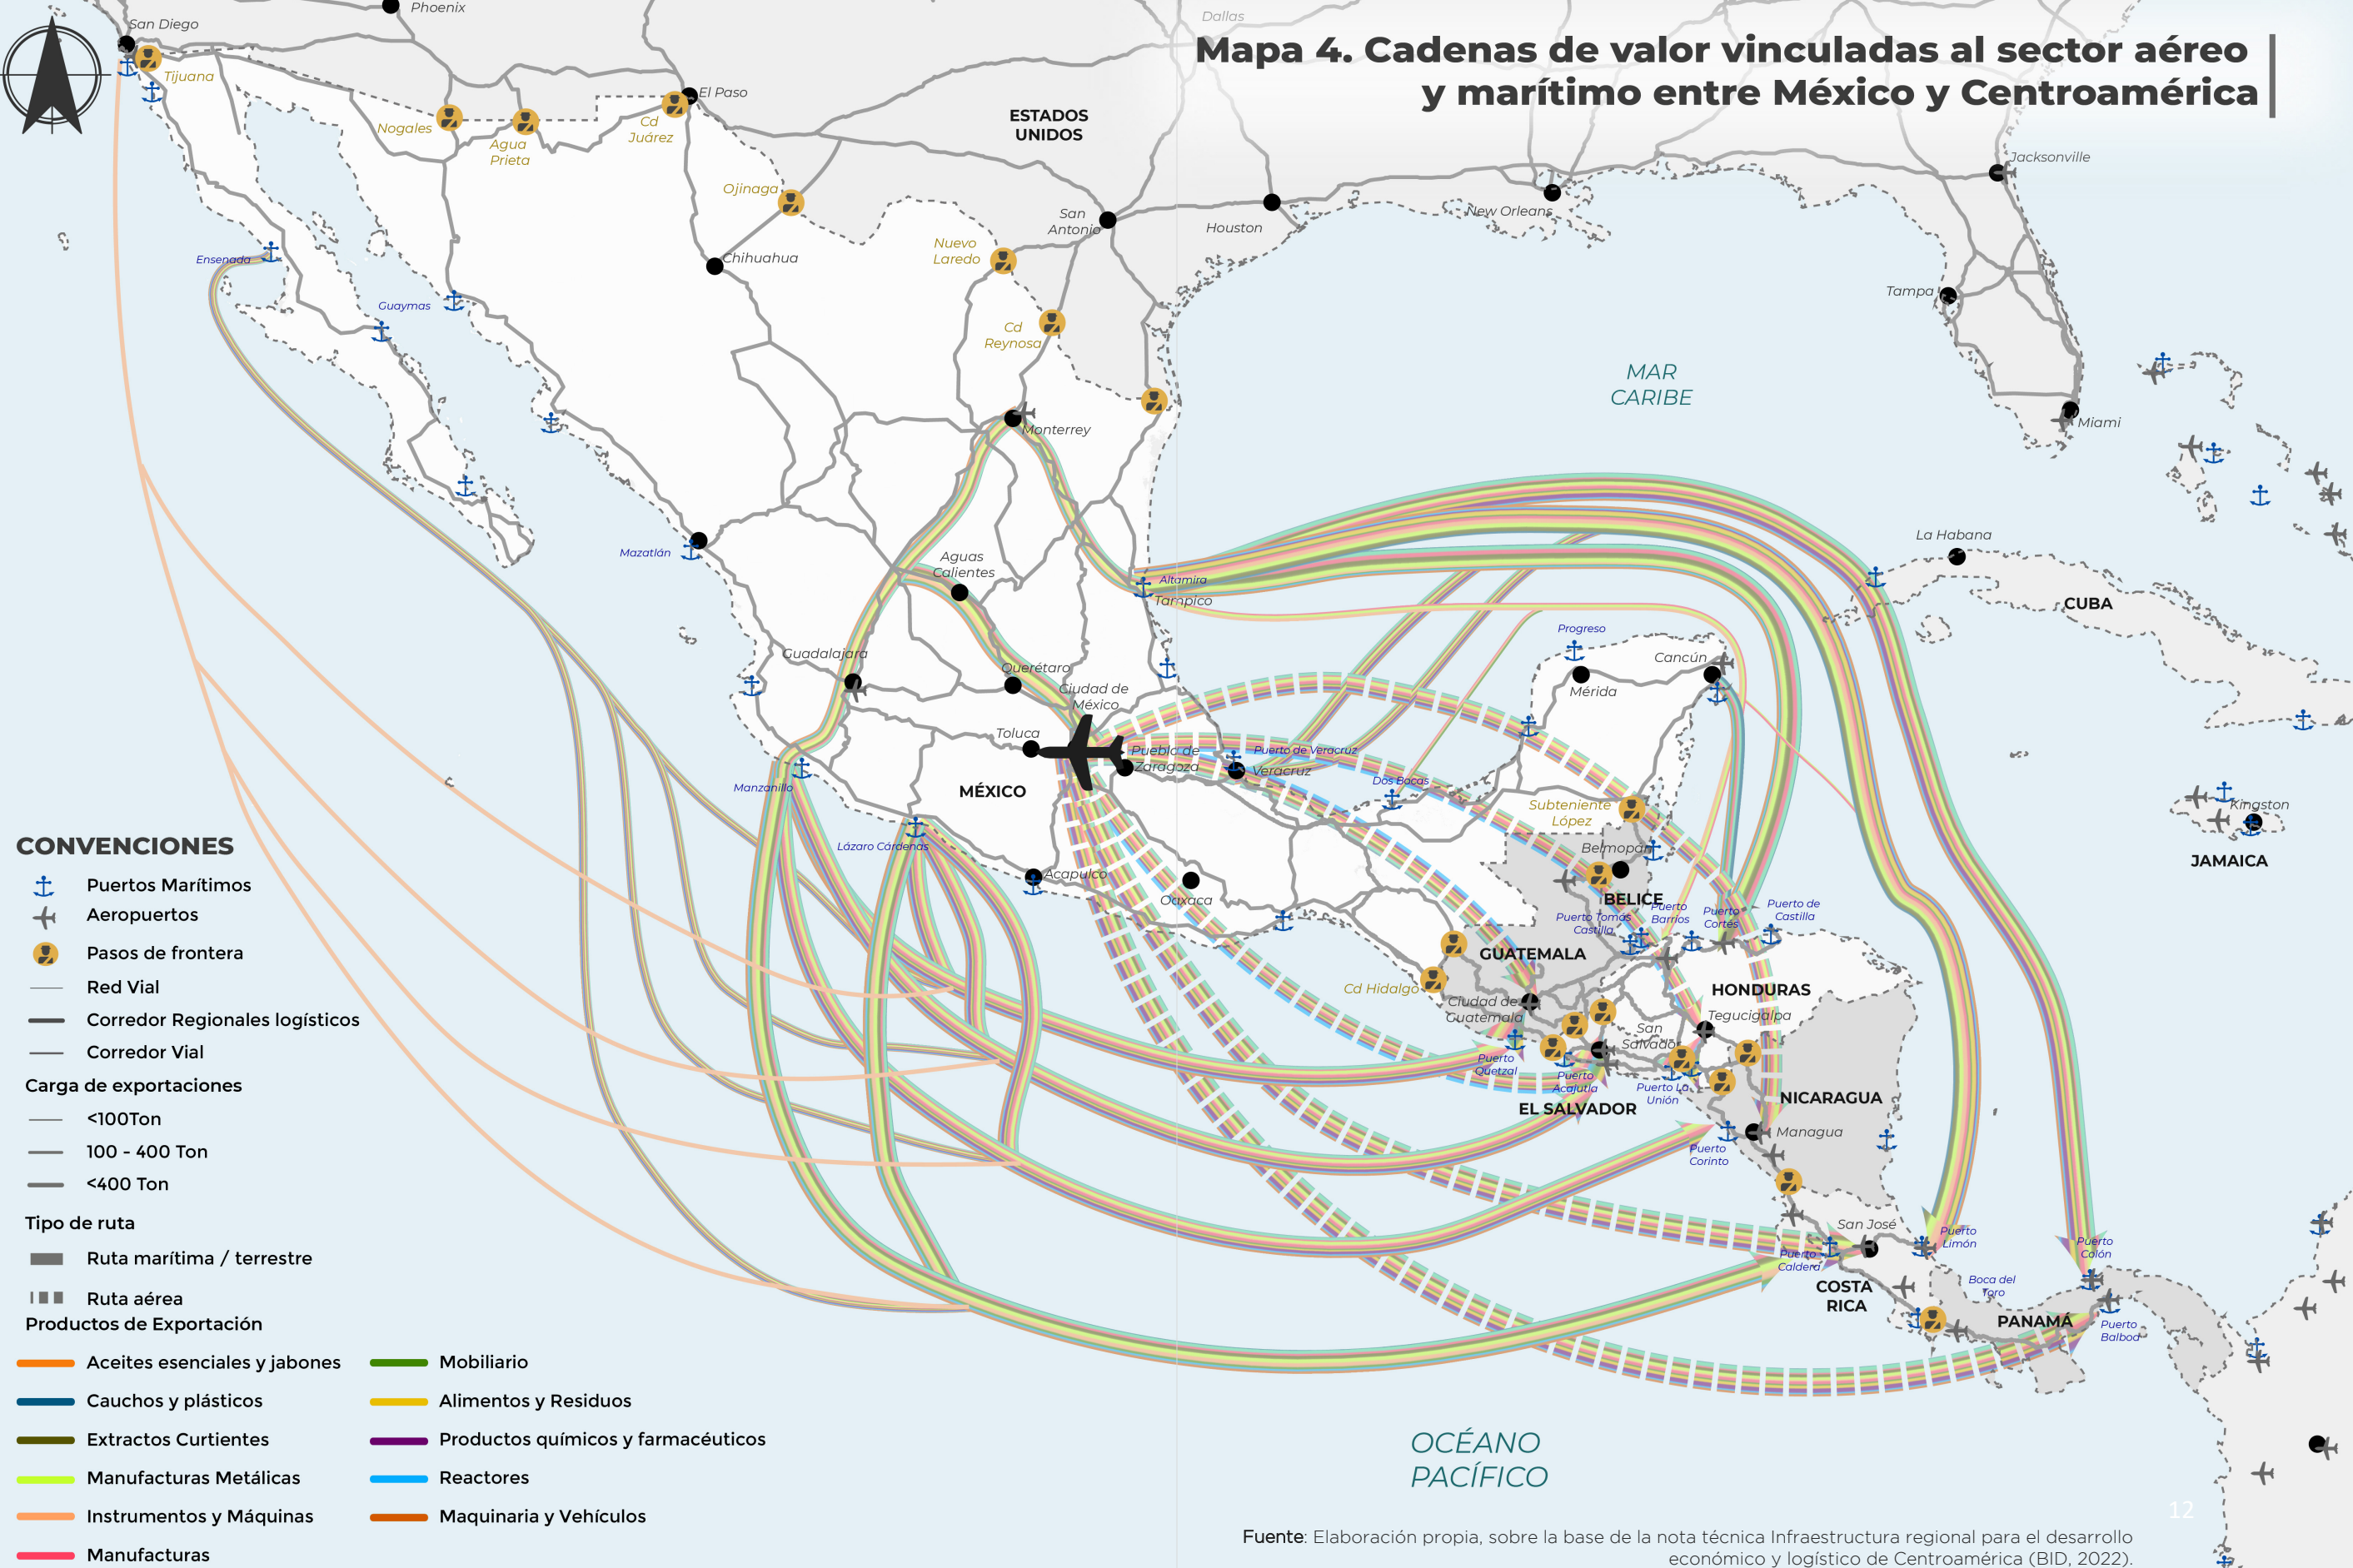 Mapa 4. Cadenas de valor vinculadas al sector aéreo
y marítimo entre México y Centroamérica
San Diego
Phoenix
Dallas
Tijuana
El Paso
Nogales
Agua
Prieta
Cd
Juárez
ESTADOS
UNIDOS
Jacksonville
Ojinaga
San
Antonio
Houston
New Orleans
Nuevo
Laredo
Chihuahua
Ensenada
Guaymas
Tampa
Cd
Reynosa
MAR
CARIBE
Monterrey
Miami
Mazatlán
Aguas
Calientes
Altamira
Tampico
La Habana
CUBA
Progreso
Guadalajara
Querétaro
Cancún
Mérida
Ciudad de
México
Toluca
Puebla de
Zaragoza
Puerto de Veracruz
Veracruz
Dos Bocas
Manzanillo
MÉXICO
Subteniente
López
Kingston
JAMAICA
Lázaro Cárdenas
Belmopán
Acapulco
Oaxaca
BELICE
Puerto Tomás
Castilla
Puerto
Barrios
Puerto
Cortés
Puerto de
Castilla
GUATEMALA
Cd Hidalgo
HONDURAS
Ciudad de
Guatemala
Tegucigalpa
San
Salvador
Puerto
Quetzal
Puerto
Acajutla
Puerto La
Unión
EL SALVADOR
NICARAGUA
Managua
Puerto
Corinto
San José
Puerto
Limón
Puerto
Colón
Puerto
Caldera
COSTA
RICA
Boca del
Toro
PANAMÁ
Puerto
Balbod
OCÉANO
PACÍFICO
CONVENCIONES
Puertos Marítimos
Aeropuertos
Pasos de frontera
Red Vial
Corredor Regionales logísticos
Corredor Vial
Carga de exportaciones
<100Ton
100 - 400 Ton
<400 Ton
Tipo de ruta
Ruta marítima / terrestre
Ruta aérea
Productos de Exportación
Aceites esenciales y jabones
Cauchos y plásticos
Extractos Curtientes
Manufacturas Metálicas
Instrumentos y Máquinas
Manufacturas
Mobiliario
Alimentos y Residuos
Productos químicos y farmacéuticos
Reactores
Maquinaria y Vehículos
12
Fuente: Elaboración propia, sobre la base de la nota técnica Infraestructura regional para el desarrollo
económico y logístico de Centroamérica (BID, 2022).